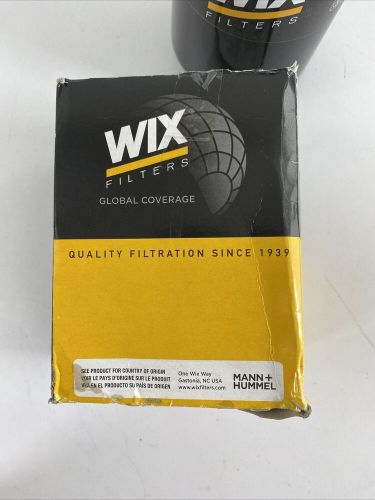 WIX
FILTERS
WIX
FILTERS
GLOBAL COVERAGE
QUALITY FILTRATION SINCE 1939
SEE PRODUCT FOR COUNTRY OF ORIGIN
VOIR LE PAYS D'ORIGINE SUR LE PRODUIT
VEA EN EL PRODUCTO SU PAÍS DE ORIGEN
One Wix Way
Gastonia, NC USA
www.wixfilters.com
MANN+
HUMMEL